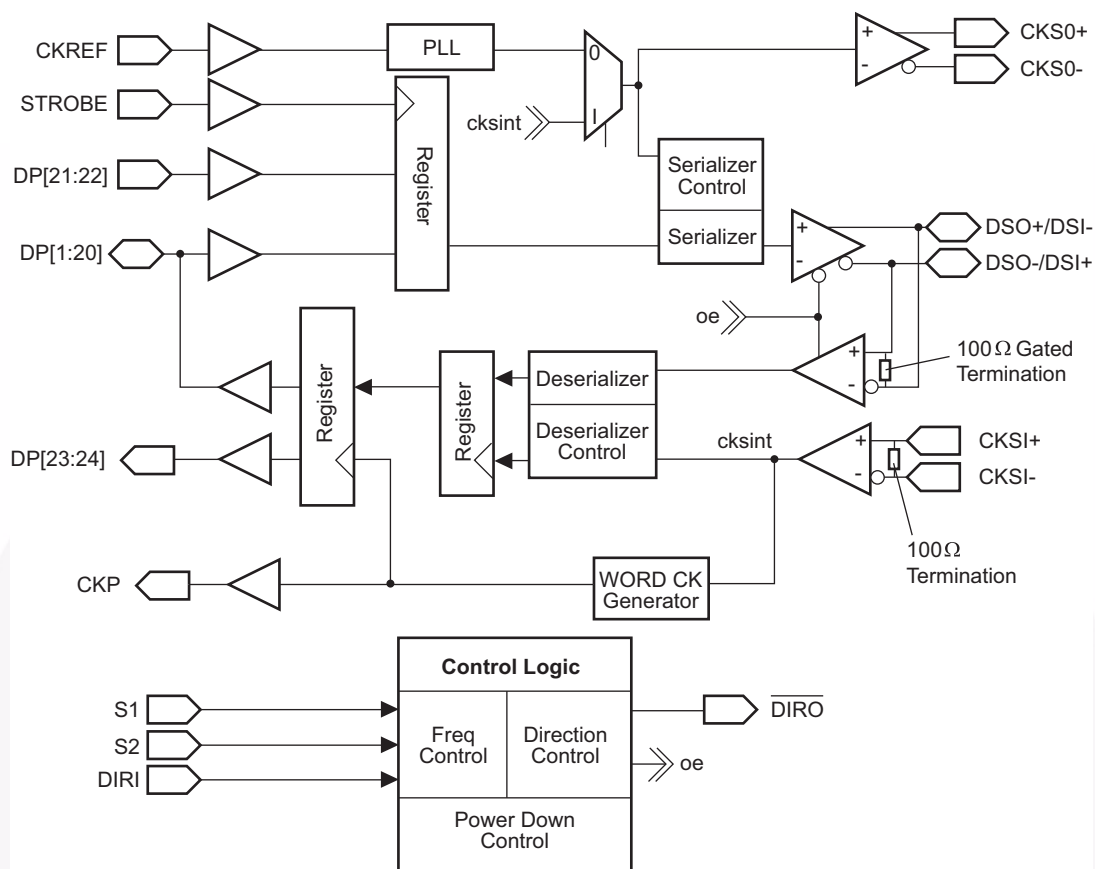 CKREF
PLL
0
+
-
CKS0+
CKS0-
STROBE
cksint
I
Register
Serializer
Control
DP[21:22]
Serializer
+
-
DSO+/DSI-
DP[1:20]
DSO-/DSI+
oe
+
-
100Ω Gated
Termination
Register
Register
Deserializer
Deserializer
Control
cksint
+
-
CKSI+
CKSI-
DP[23:24]
100Ω
Termination
CKP
WORD CK
Generator
Control Logic
S1
S2
DIRI
Freq
Control
Direction
Control
DIRO
oe
Power Down
Control